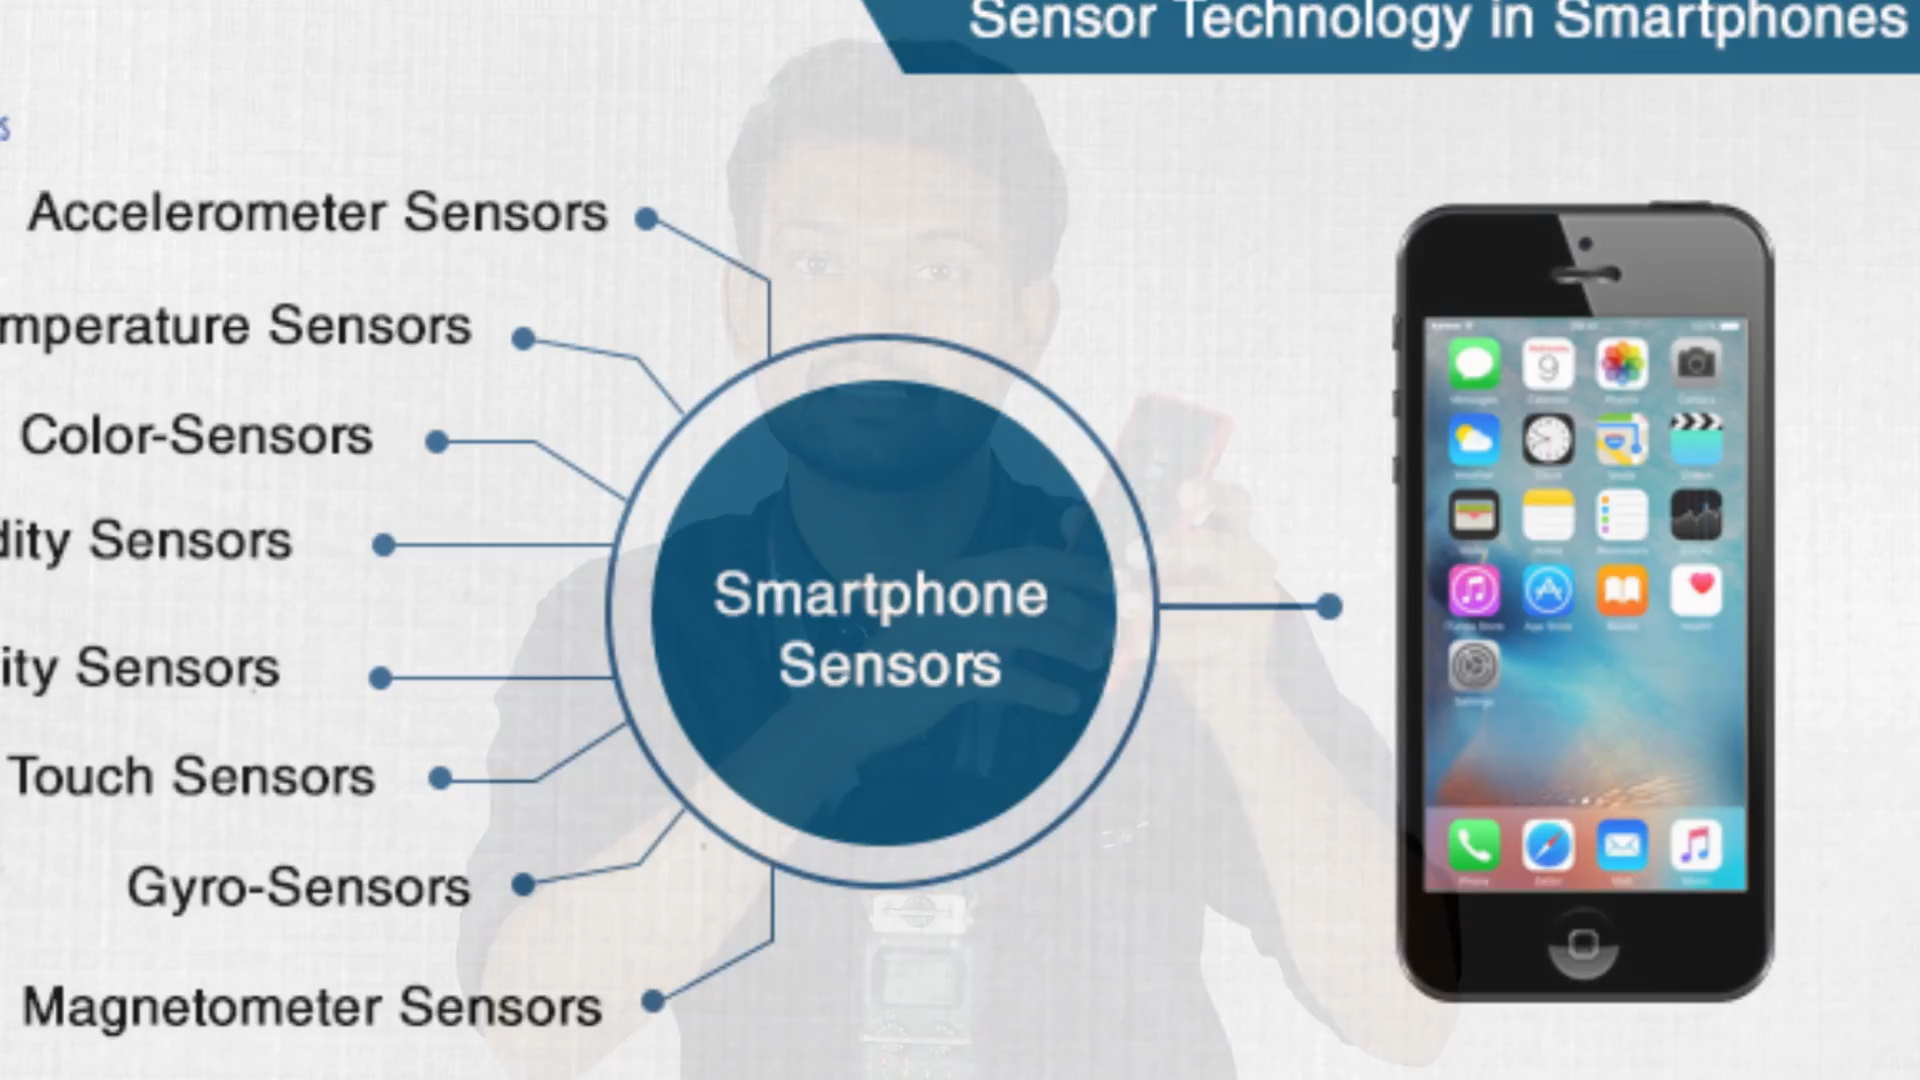 Sensor Technology in Smartphones
s
Accelerometer Sensors
mperature Sensors
Color-Sensors
dity Sensors
ity Sensors
Touch Sensors
Gyro-Sensors
Magnetometer Sensors
Smartphone
Sensors
9